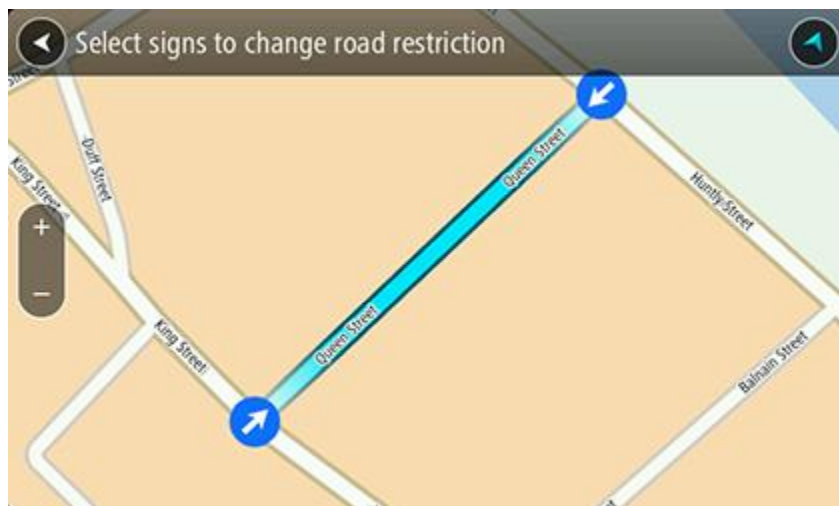 Select signs to change road restriction
Street
Duff Street
King Street
Queen Street
Huntly Street
+
−
Queen Street
King Street
Balnain Street